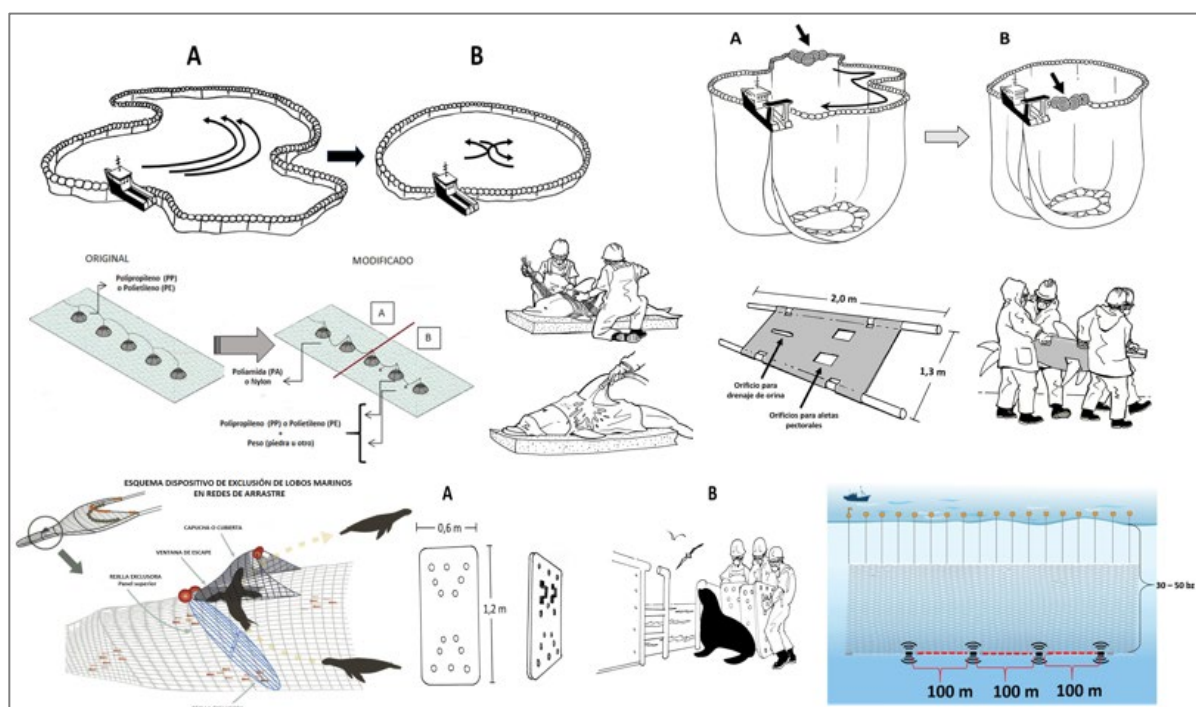 A
B
A
B
ORIGINAL
MODIFICADO
Polipropileno (PP)
o Polietileno (PE)
A
B
Poliamida (PA)
o Nylon
Polipropileno (PP) o Polietileno (PE)
+
Peso (piedra u otro)
2,0 m
1,3 m
Orificio para
drenaje de orina
Orificios para aletas
pectorales
ESQUEMA DISPOSITIVO DE EXCLUSIÓN DE LOBOS MARINOS
EN REDES DE ARRASTRE
CAPUCHA O CUBIERTA
VENTANA DE ESCAPE
REJILLA EXCLUSORA
Panel superior
A
0,6 m
1,2 m
B
30 – 50 bz
100 m
100 m
100 m